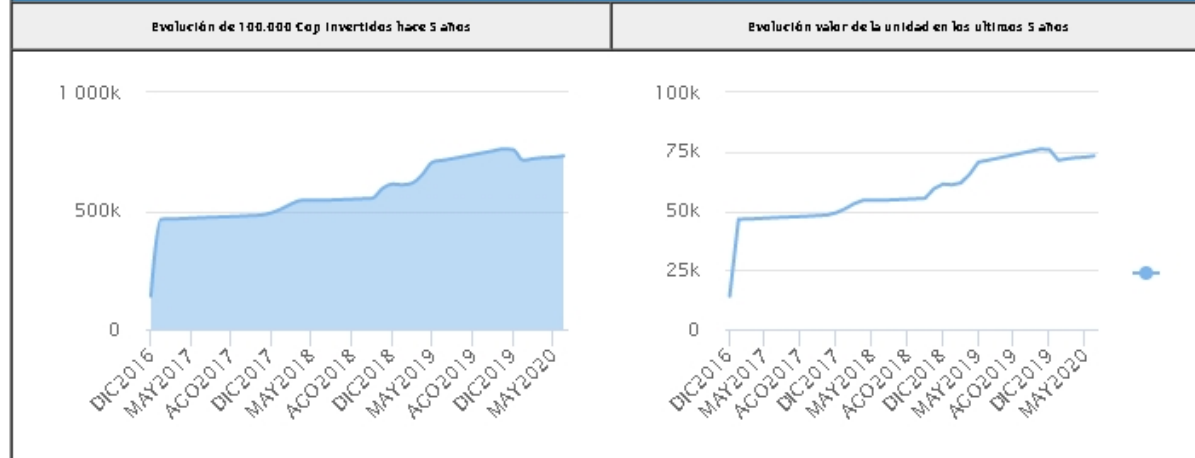 Evolución de 100.000 Cop invertidos hace 5 años
Evolución valor de la unidad en los ultimos 5 años
1 000k
500k
0
DIC2016
MAY2017
AGO2017
DIC2017
MAY2018
AGO2018
DIC2018
MAY2019
AGO2019
DIC2019
MAY2020
100k
75k
50k
25k
0
DIC2016
MAY2017
AGO2017
DIC2017
MAY2018
AGO2018
DIC2018
MAY2019
AGO2019
DIC2019
MAY2020